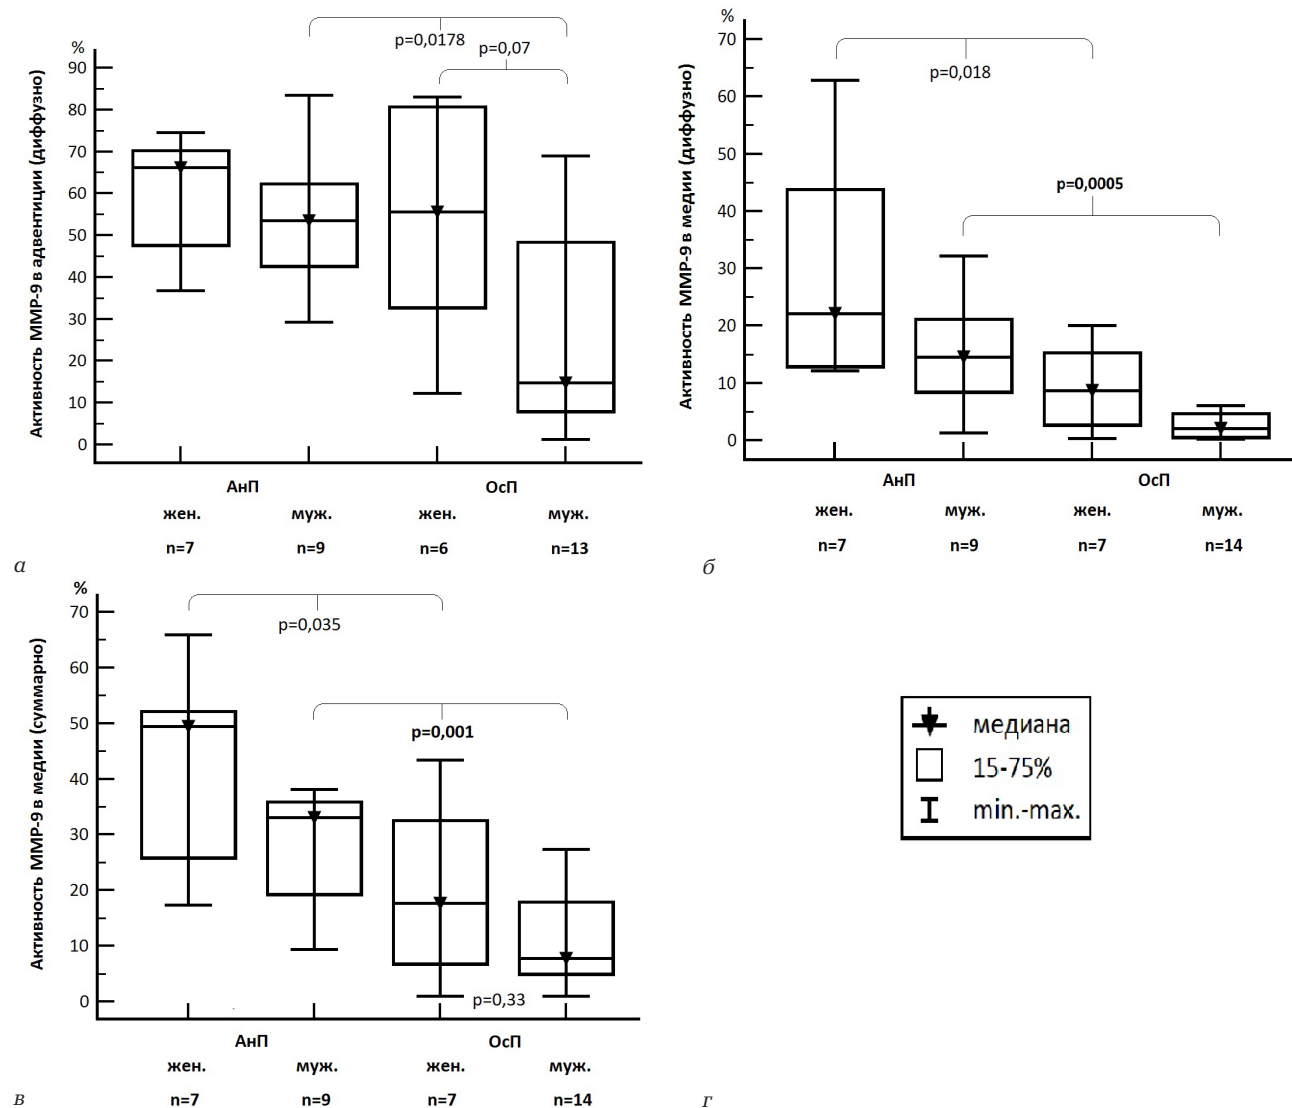 %
Активность ММР-9 в адвентиции (диффузно)
90
80
70
60
50
40
30
20
10
0
p=0,0178
p=0,07
АнП ОсП
жен. муж. жен. муж.
n=7 n=9 n=6 n=13
а
%
Активность ММР-9 в медии (диффузно)
70
60
50
40
30
20
10
0
p=0,018
p=0,0005
АнП ОсП
жен. муж. жен. муж.
n=7 n=9 n=7 n=14
б
%
Активность ММР-9 в медии (суммарно)
70
60
50
40
30
20
10
0
p=0,035
p=0,001
p=0,33
АнП ОсП
жен. муж. жен. муж.
n=7 n=9 n=7 n=14
в
медиана
15-75%
min.-max.
г